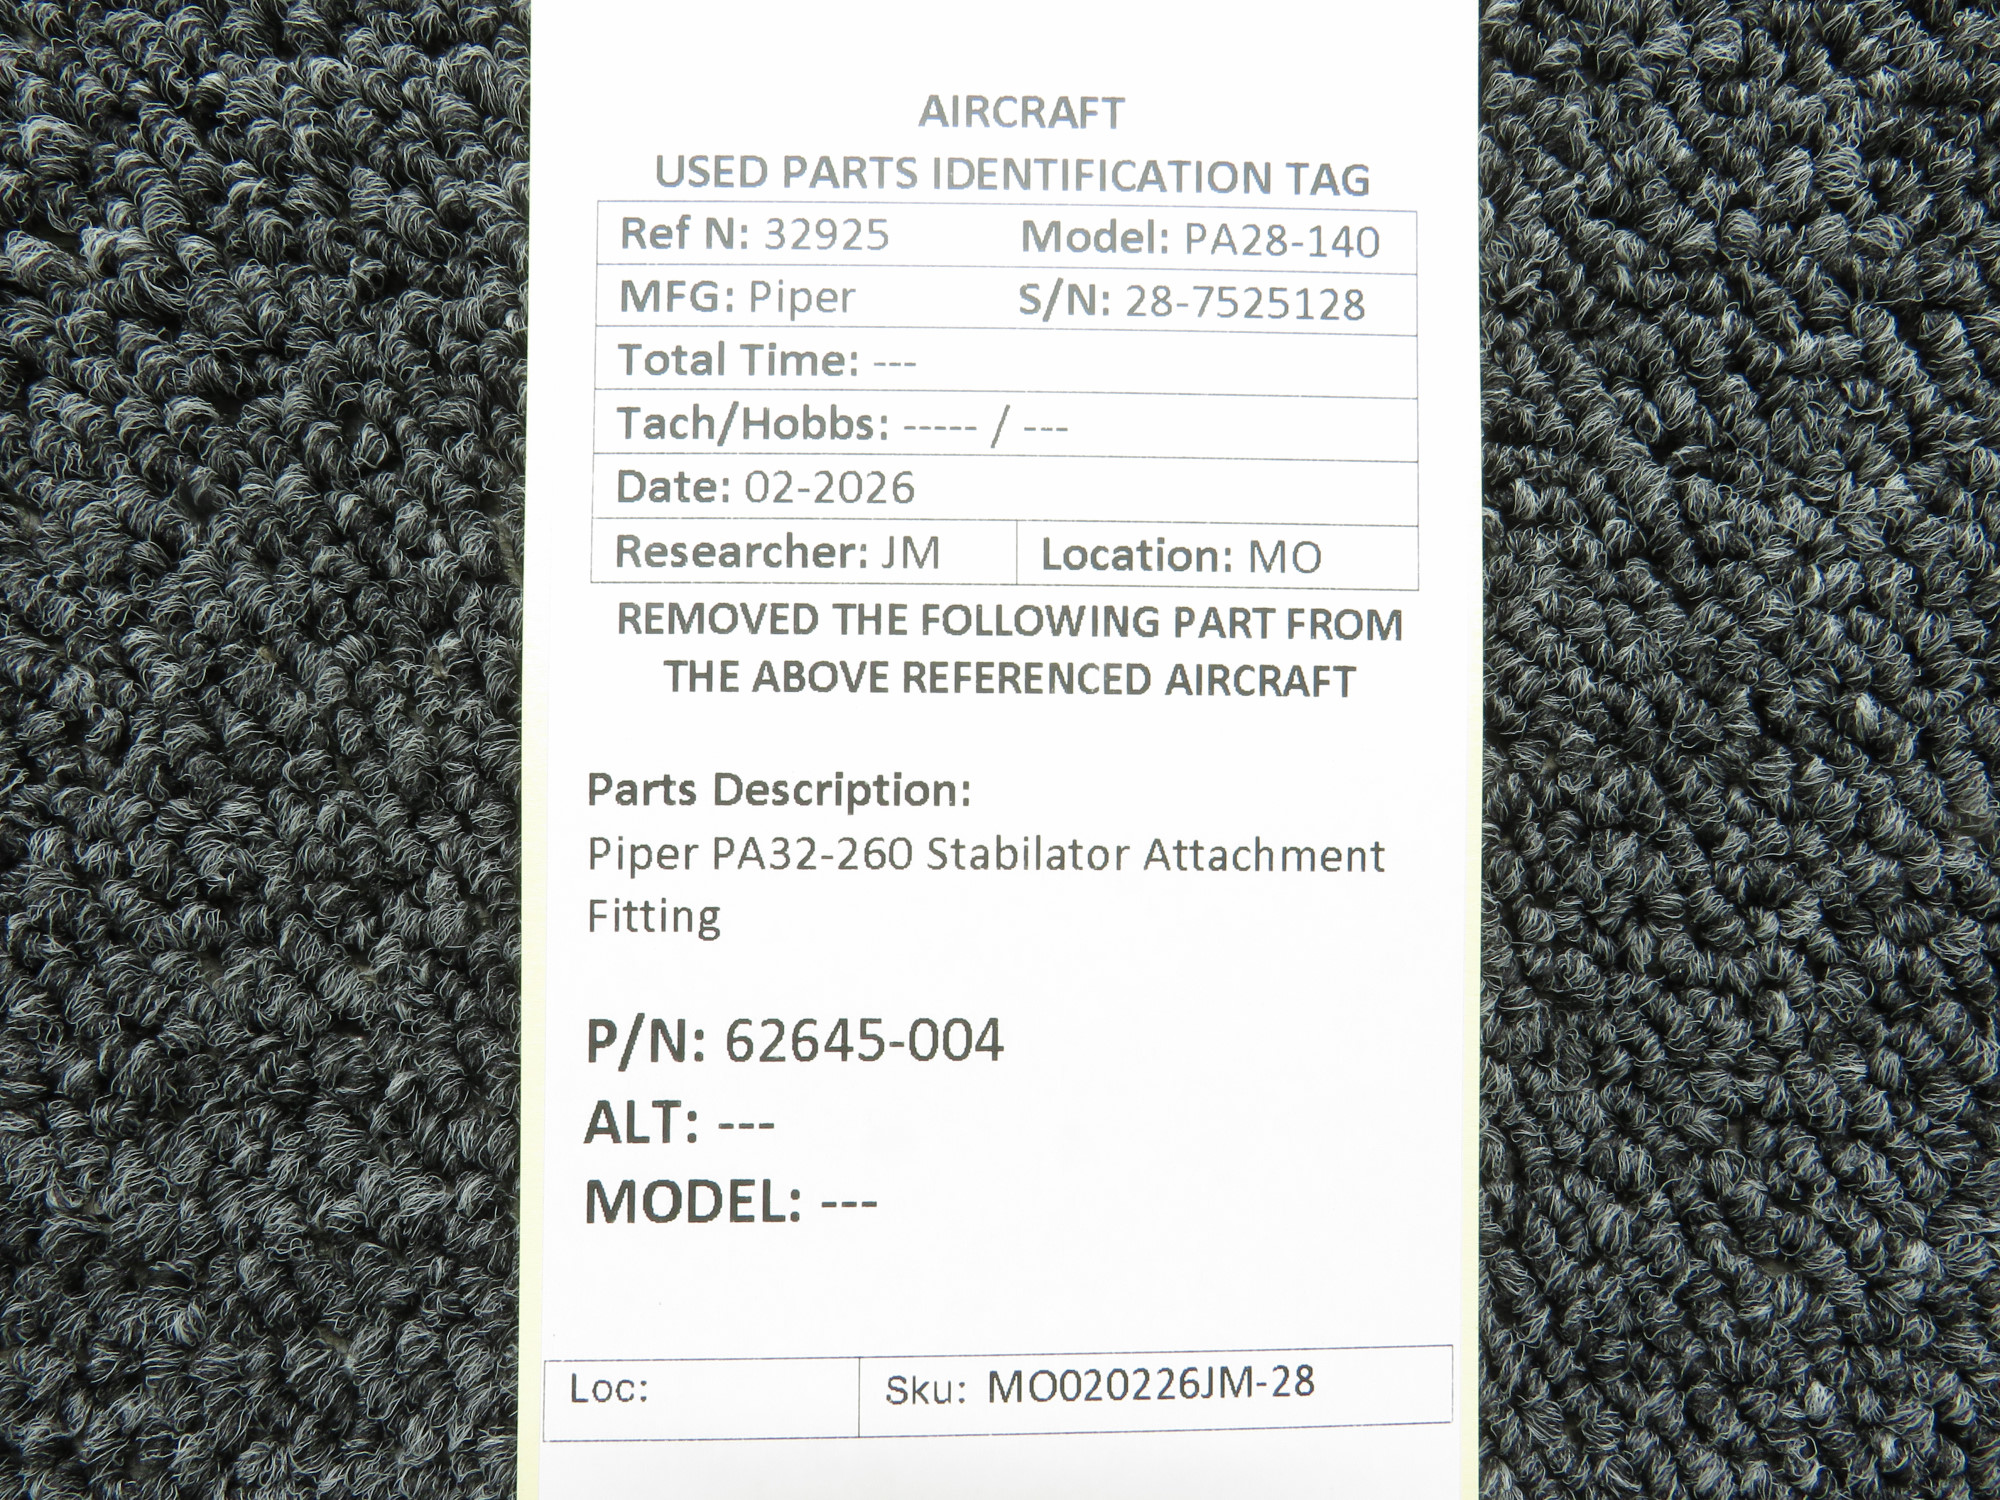 AIRCRAFT
USED PARTS IDENTIFICATION TAG
Ref N: 32925 Model: PA28-140
MFG: Piper S/N: 28-7525128
Total Time: ---
Tach/Hobbs: ----- / ---
Date: 02-2026
Researcher: JM Location: MO
REMOVED THE FOLLOWING PART FROM
THE ABOVE REFERENCED AIRCRAFT
Parts Description:
Piper PA32-260 Stabilator Attachment
Fitting
P/N: 62645-004
ALT: ---
MODEL: ---
Loc: Sku: MO020226JM-28